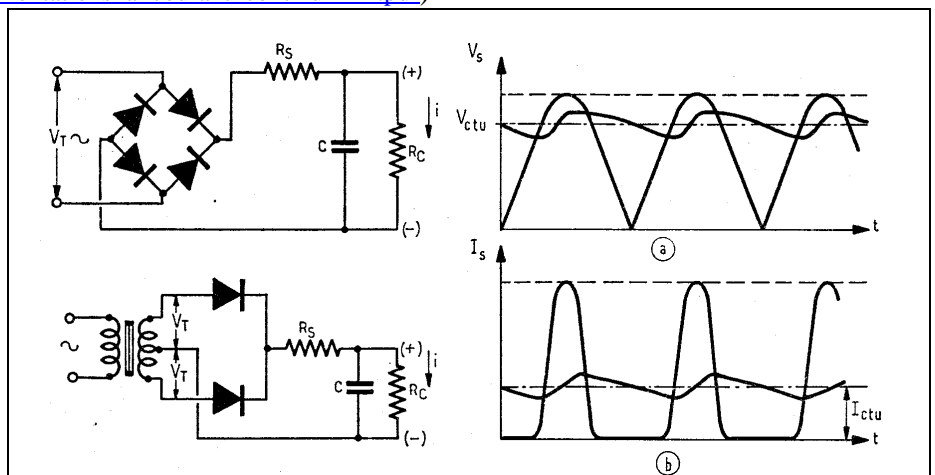 R_S
(+)
V_T ~
i
C
R_C
(-)
V_s
V_ctu
t
a
I_s
~
V_T
V_T
R_S
(+)
i
C
R_C
(-)
I_ctu
t
b